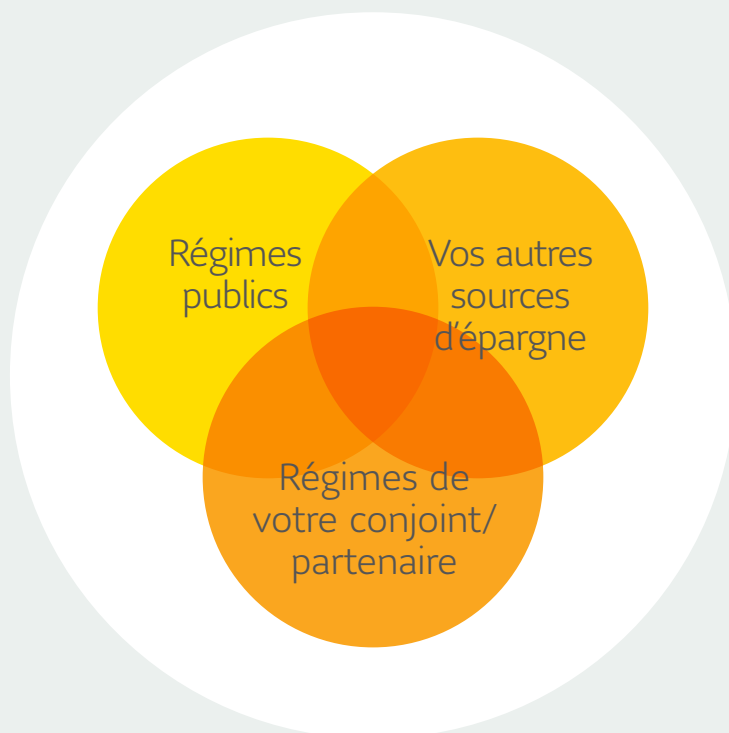 Régimes
publics
Vos autres
sources
d'épargne
Régimes de
votre conjoint/
partenaire